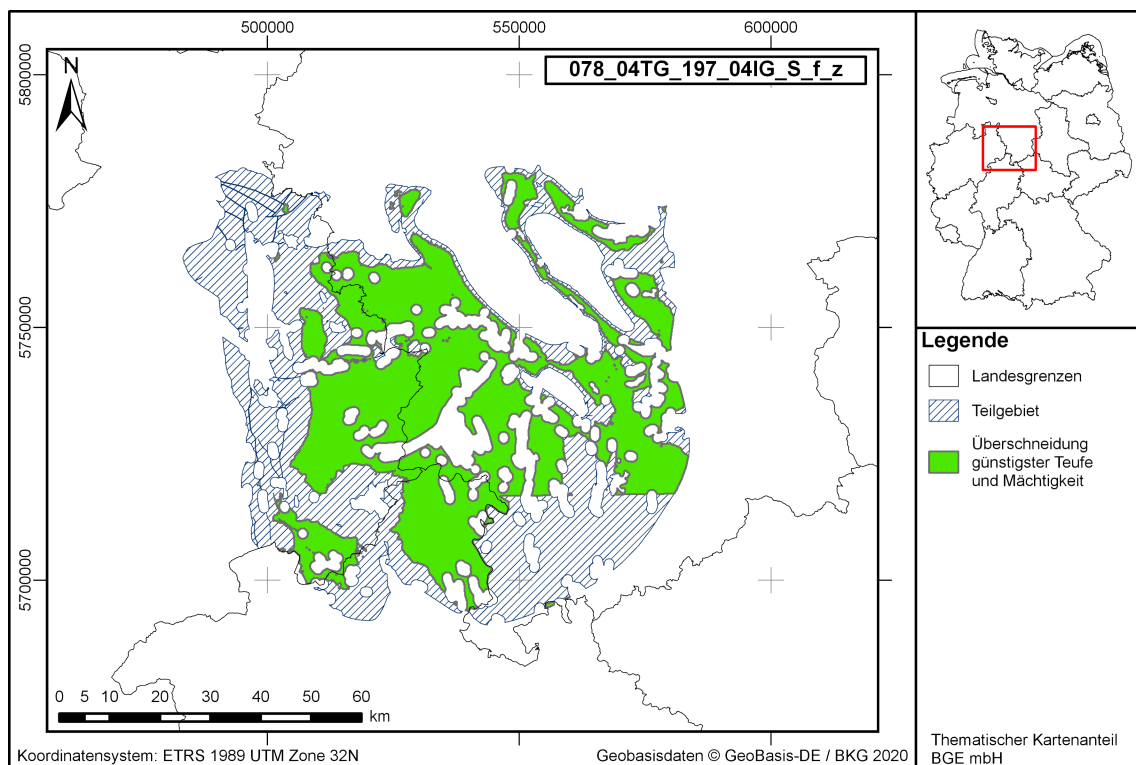 500000
550000
600000
5800000
5750000
5700000
N
078_04TG_197_04IG_S_f_z
0 5 10 20 30 40 50 60
km
Koordinatensystem: ETRS 1989 UTM Zone 32N
Geobasisdaten © GeoBasis-DE / BKG 2020
Legende
Landesgrenzen
Teilgebiet
Überschneidung
günstigster Teufe
und Mächtigkeit
Thematischer Kartenanteil
BGE mbH